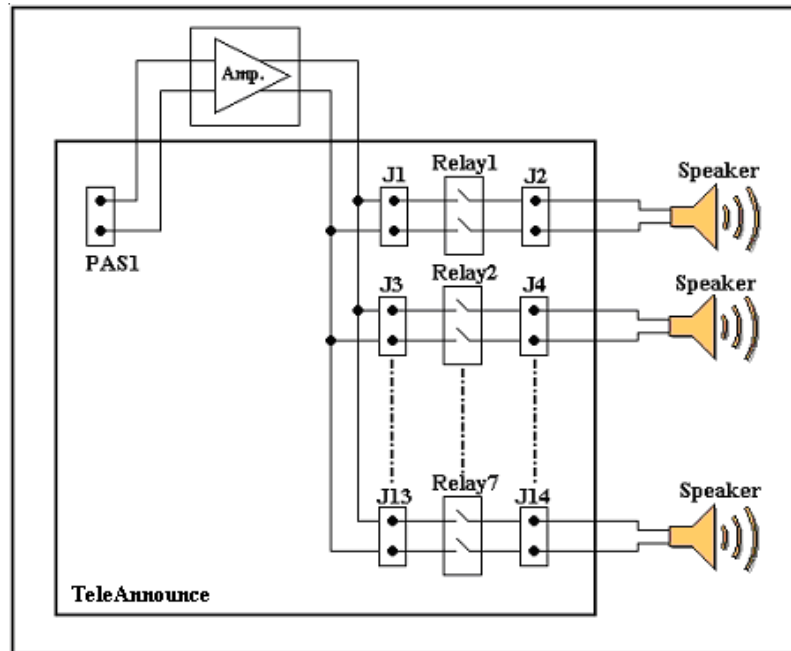 Amp.
J1 Relay1 J2 Speaker
PAS1
J3 Relay2 J4 Speaker
J13 Relay7 J14 Speaker
TeleAnnounce